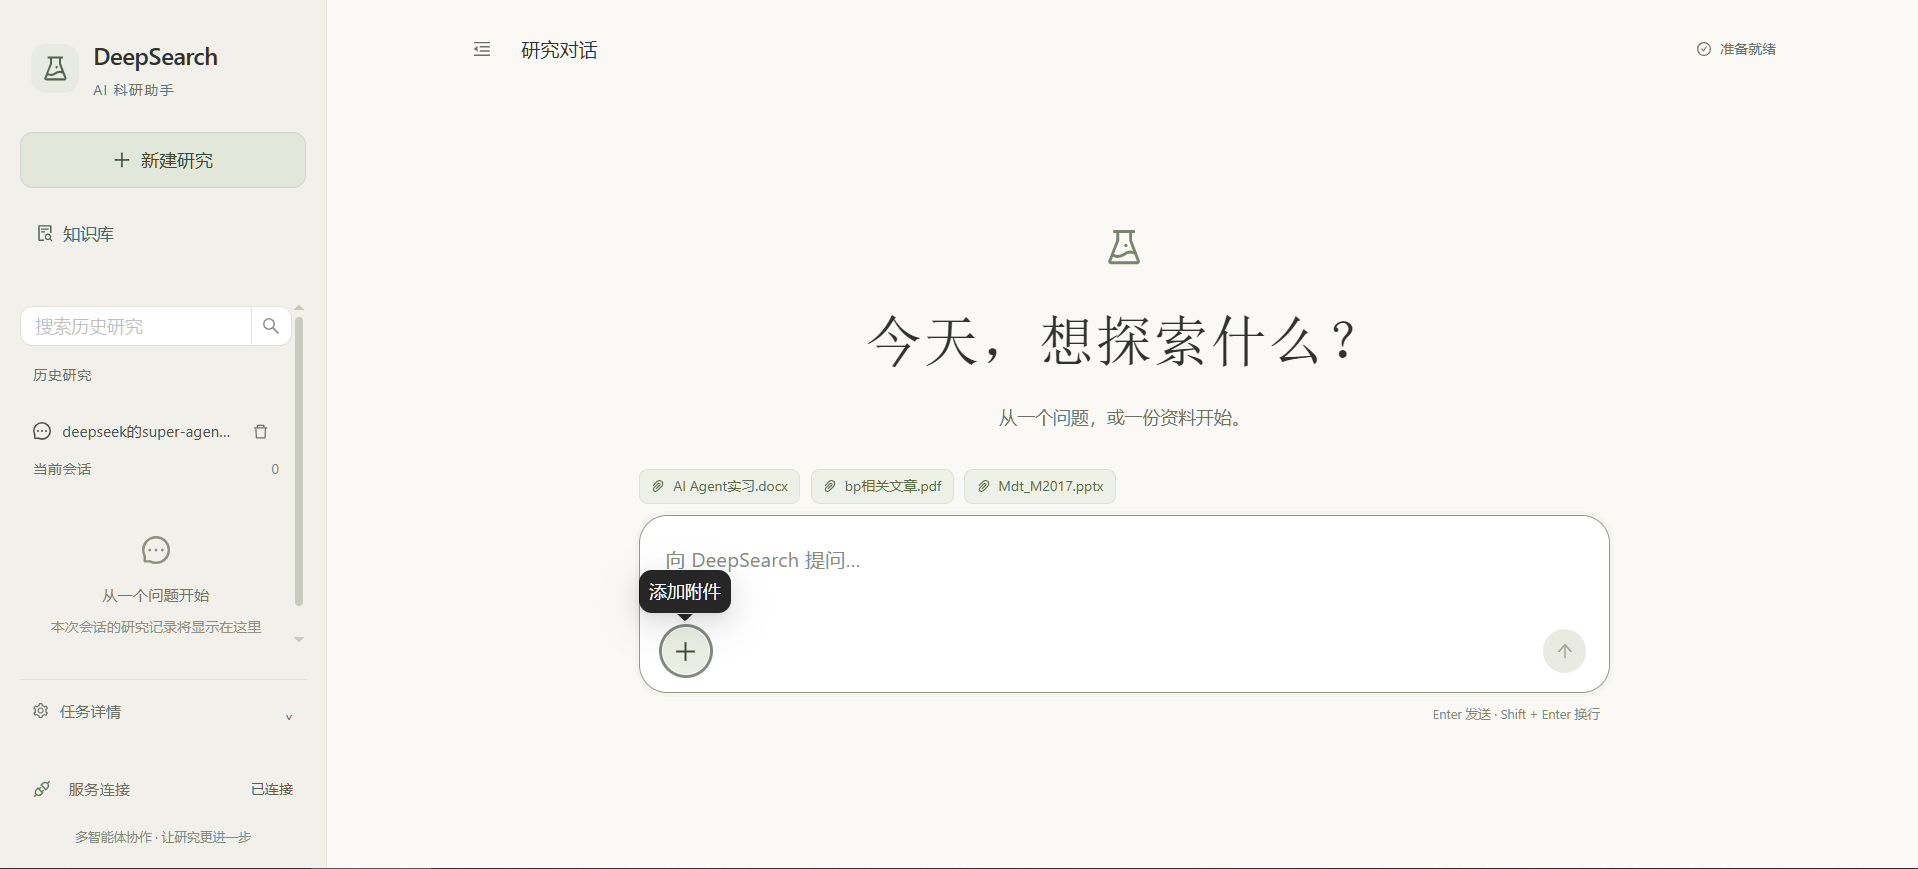 DeepSearch
AI 科研助手
新建研究
知识库
搜索历史研究
历史研究
deepseek的super-agen...
当前会话 0
从一个问题开始
本次会话的研究记录将显示在这里
任务详情
服务连接 已连接
多智能体协作 · 让研究更进一步
研究对话
准备就绪
今天，想探索什么？
从一个问题，或一份资料开始。
AI Agent实习.docx bp相关文章.pdf Mdt_M2017.pptx
向 DeepSearch 提问...
添加附件
Enter 发送 · Shift + Enter 换行